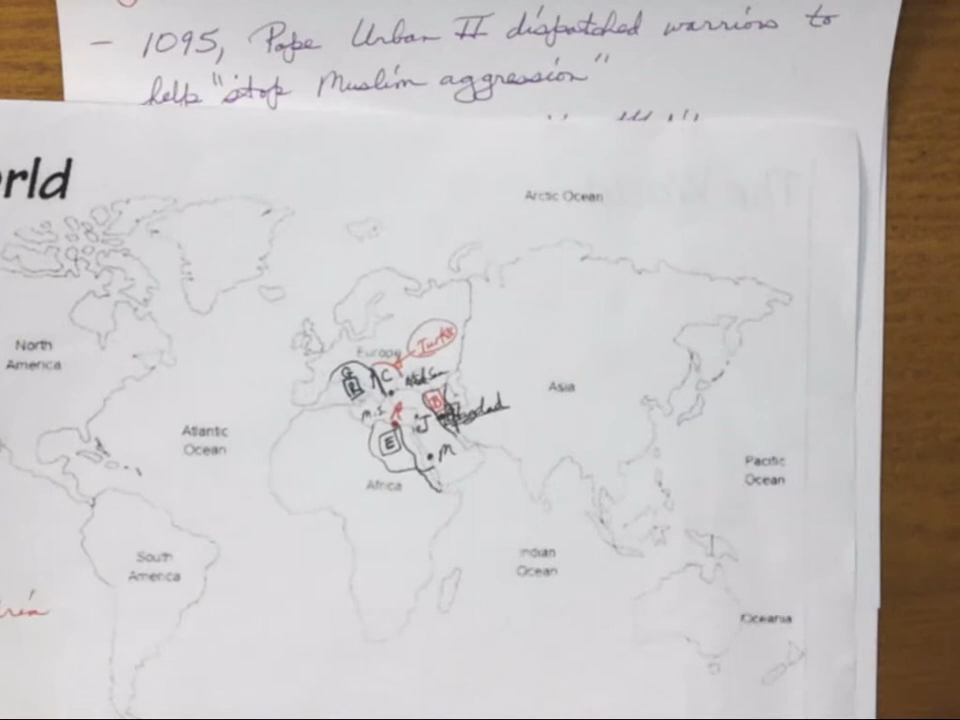 - 1095, Pope Urban II dispatched warriors to
help "stop Muslim aggression"
rld
Arctic Ocean
North
America
Europe
Turks
C
R
M.S.
B
J
E
M
Asia
Atlantic
Ocean
Africa
Pacific
Ocean
South
America
Indian
Ocean
Oceania